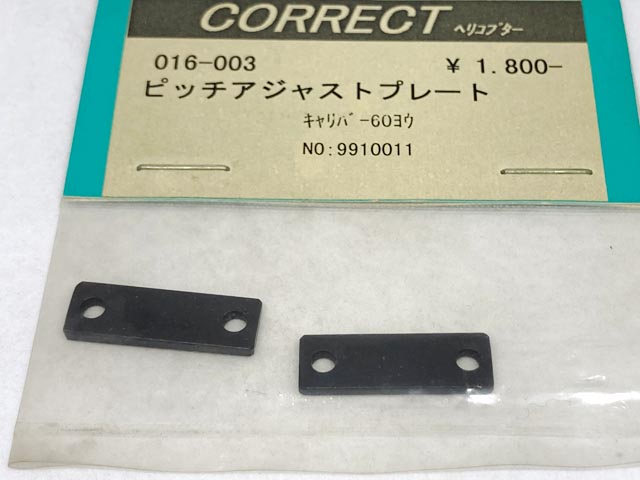 CORRECT ヘリコプター
016-003 ¥ 1.800-
ピッチアジャストプレート
キャリバ゛-60ヨウ
NO:9910011